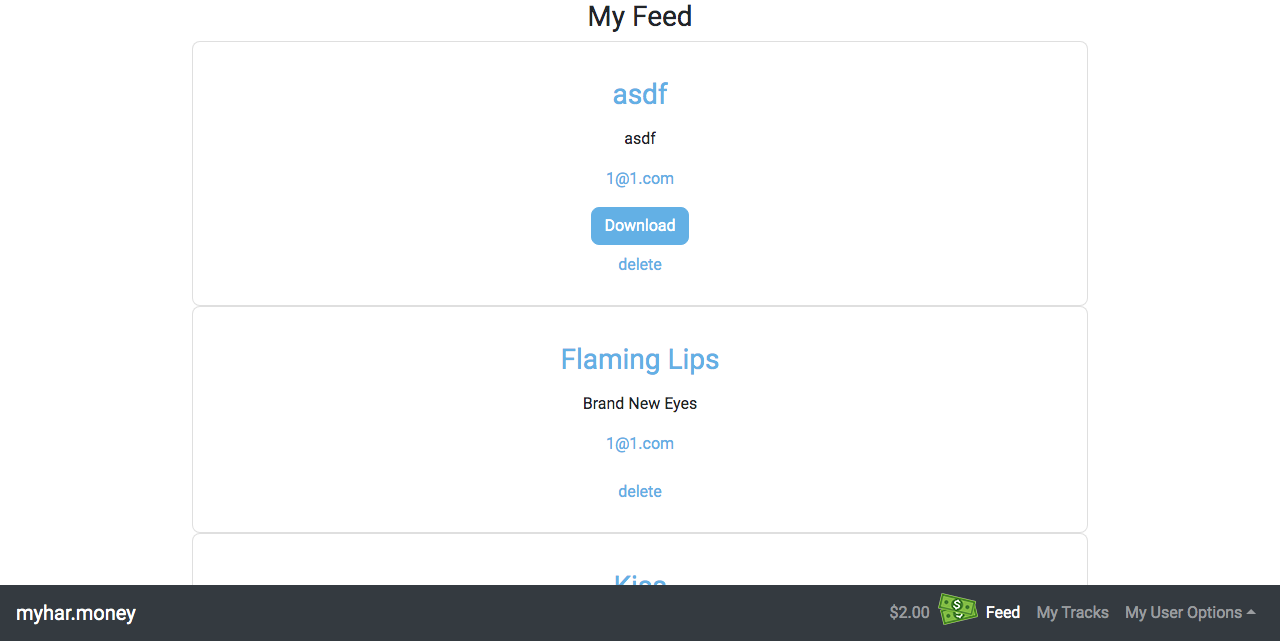 My Feed
asdf
asdf
1@1.com
Download
delete
Flaming Lips
Brand New Eyes
1@1.com
delete
Kiss
myhar.money $2.00 Feed My Tracks My User Options